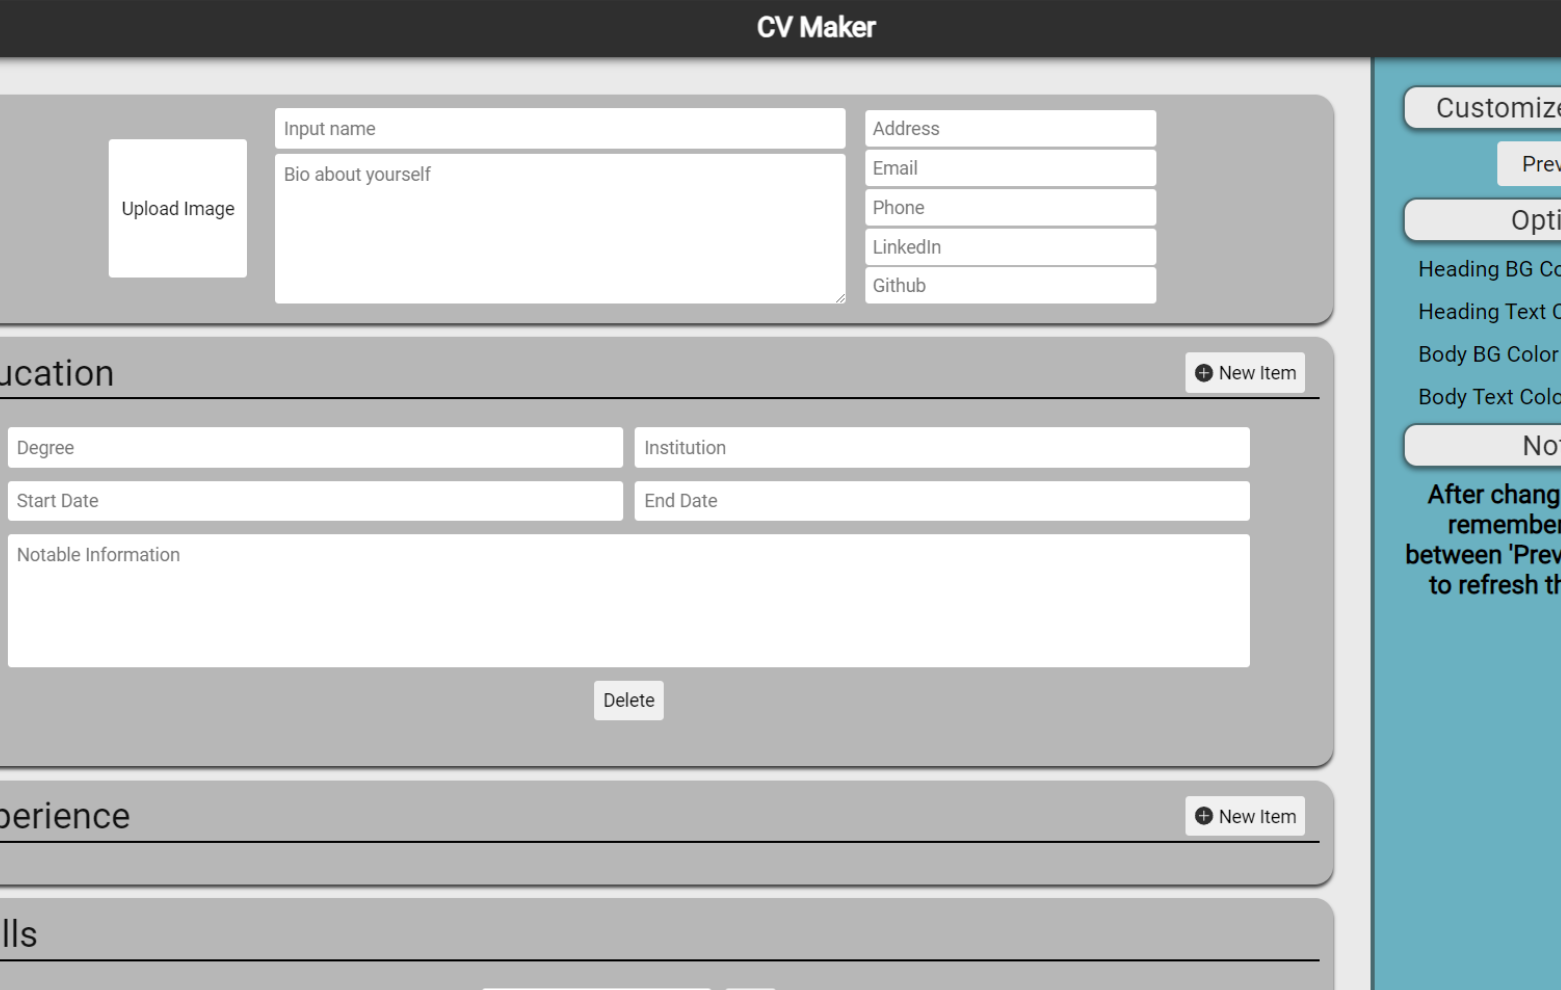 CV Maker
Upload Image
Input name
Bio about yourself
Address
Email
Phone
LinkedIn
Github
ucation
New Item
Degree
Institution
Start Date
End Date
Notable Information
Delete
perience
New Item
lls
Customize
Prev
Opti
Heading BG Co
Heading Text C
Body BG Color
Body Text Colo
Not
After chang
remember
between 'Prev
to refresh th